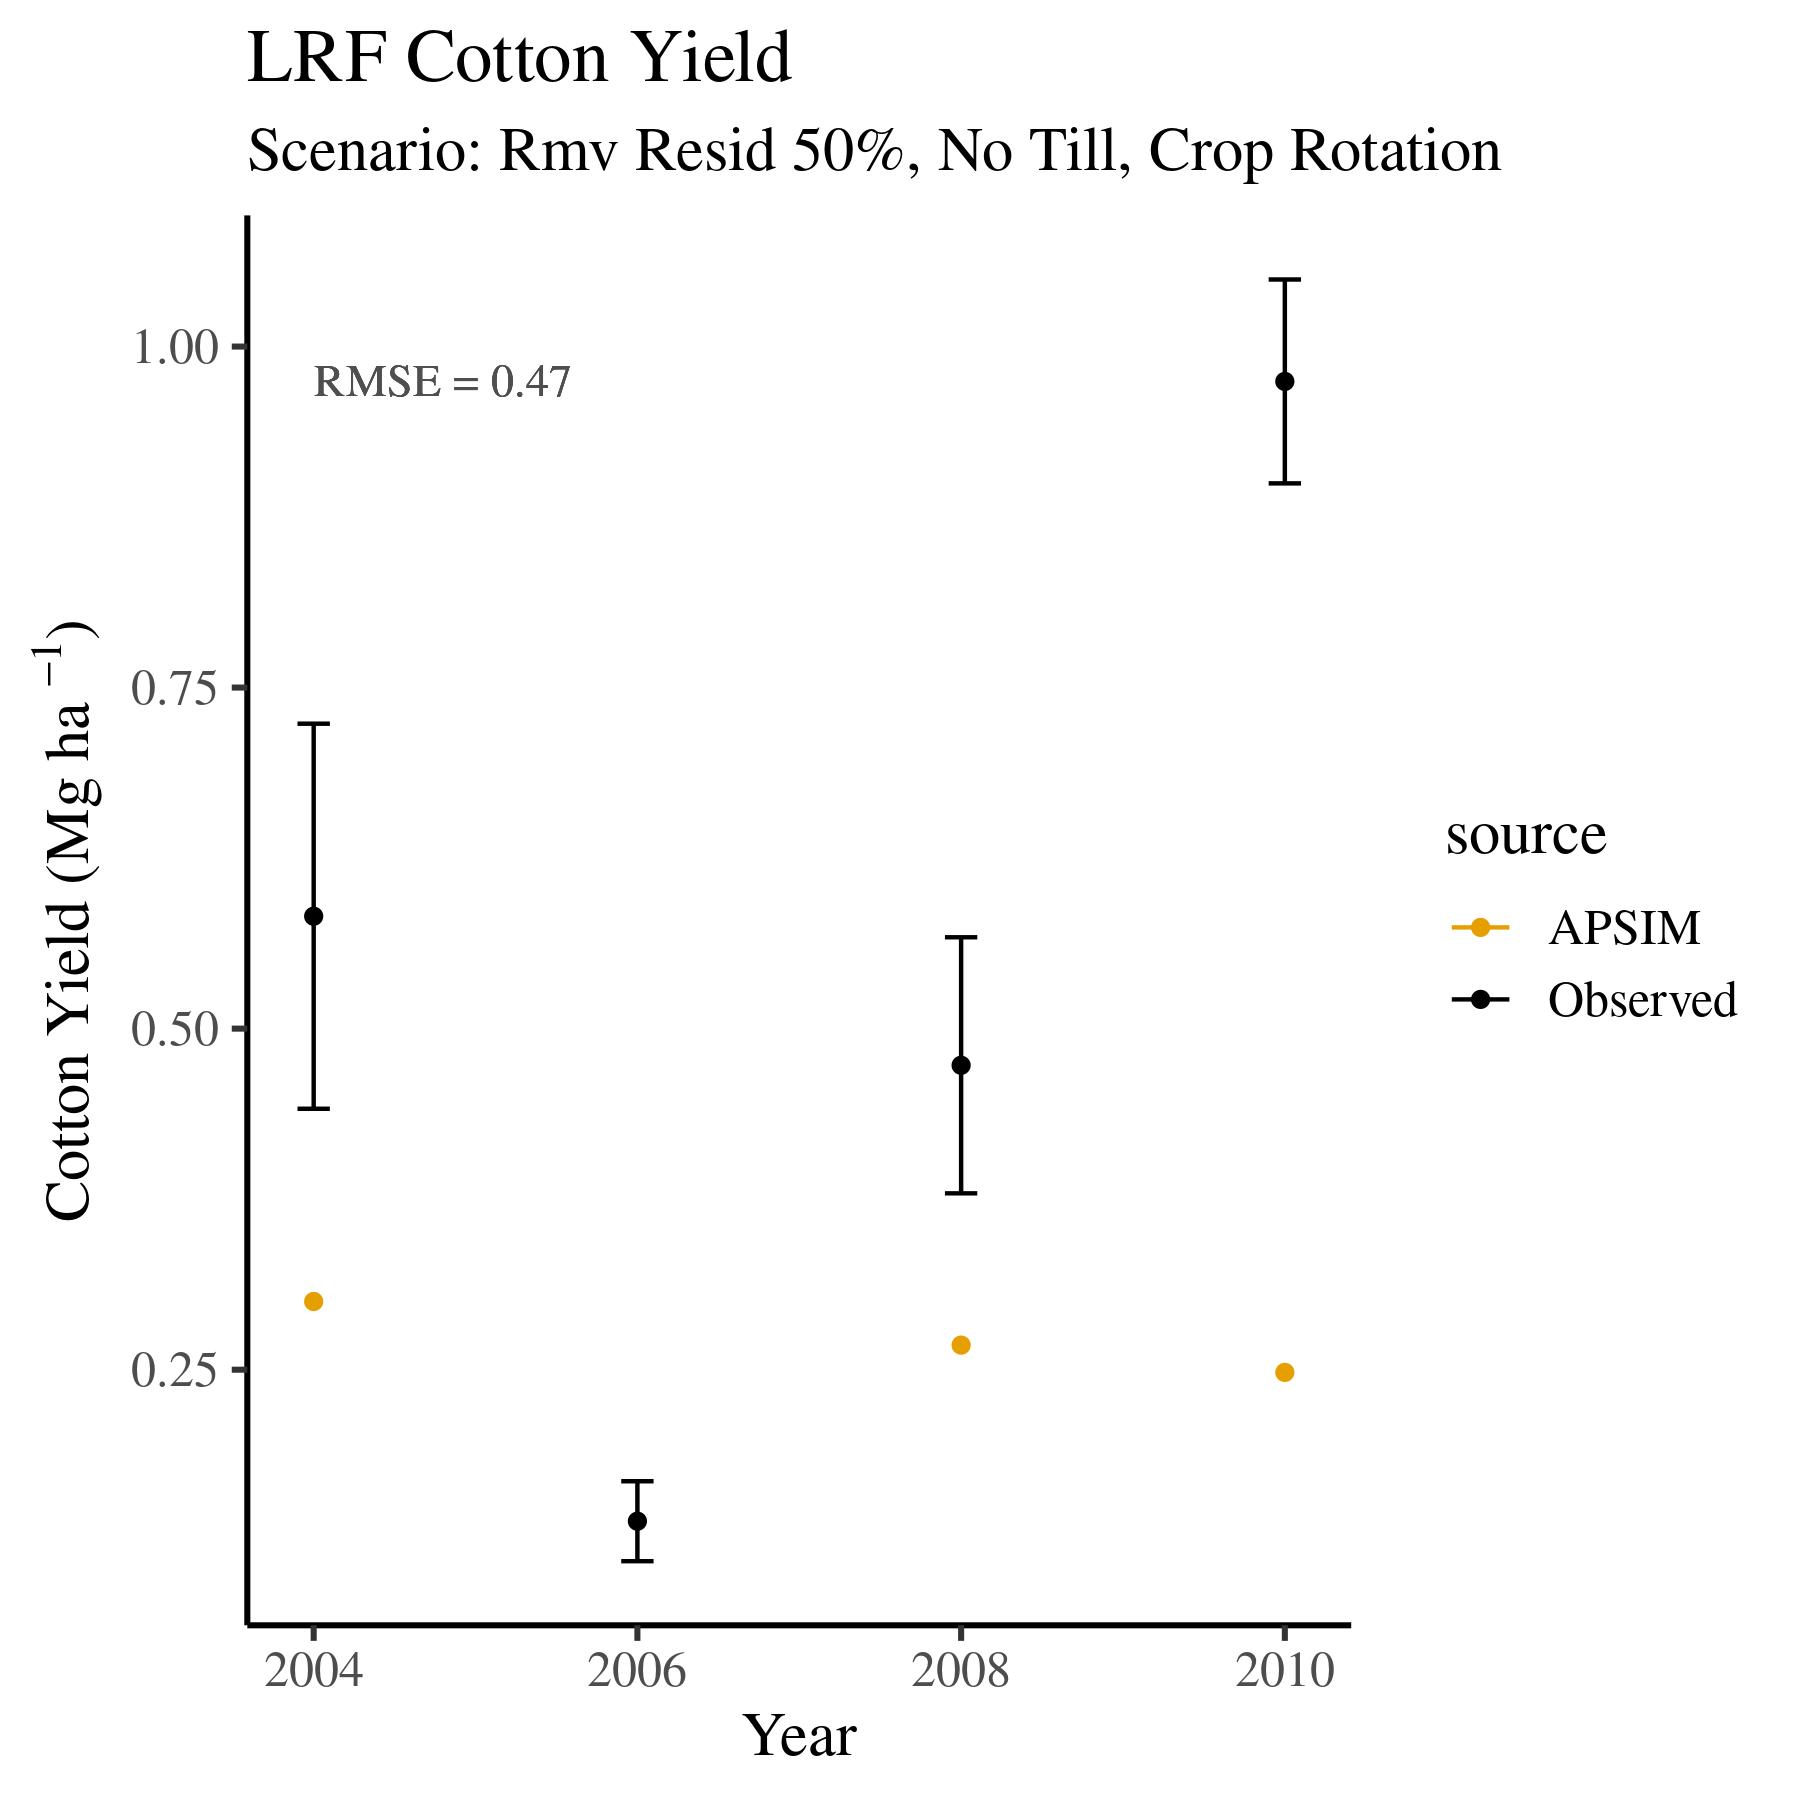 LRF Cotton Yield
Scenario: Rmv Resid 50%, No Till, Crop Rotation
Cotton Yield (Mg ha −1)
1.00
0.75
0.50
0.25
RMSE = 0.47
2004 2006 2008 2010
Year
source
APSIM
Observed